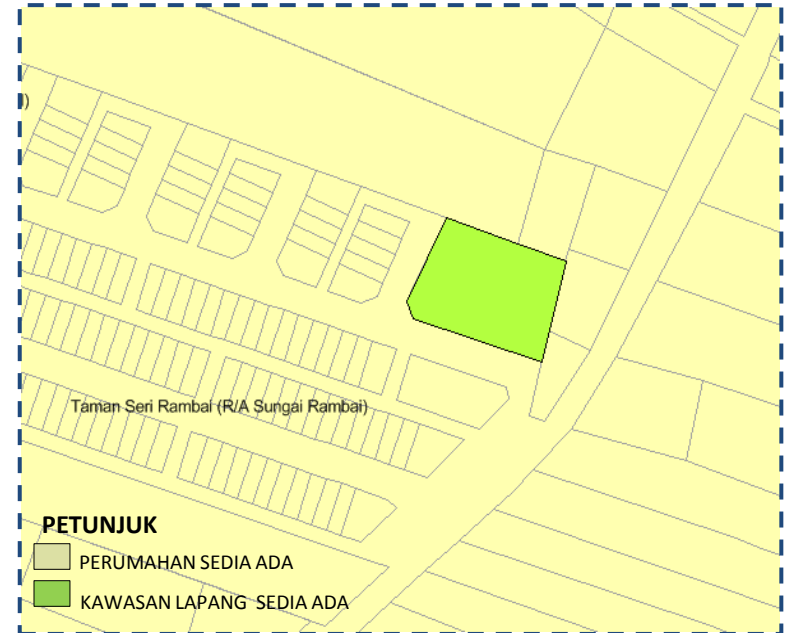 )
Taman Seri Rambai (R/A Sungai Rambai)
PETUNJUK
PERUMAHAN SEDIA ADA
KAWASAN LAPANG SEDIA ADA